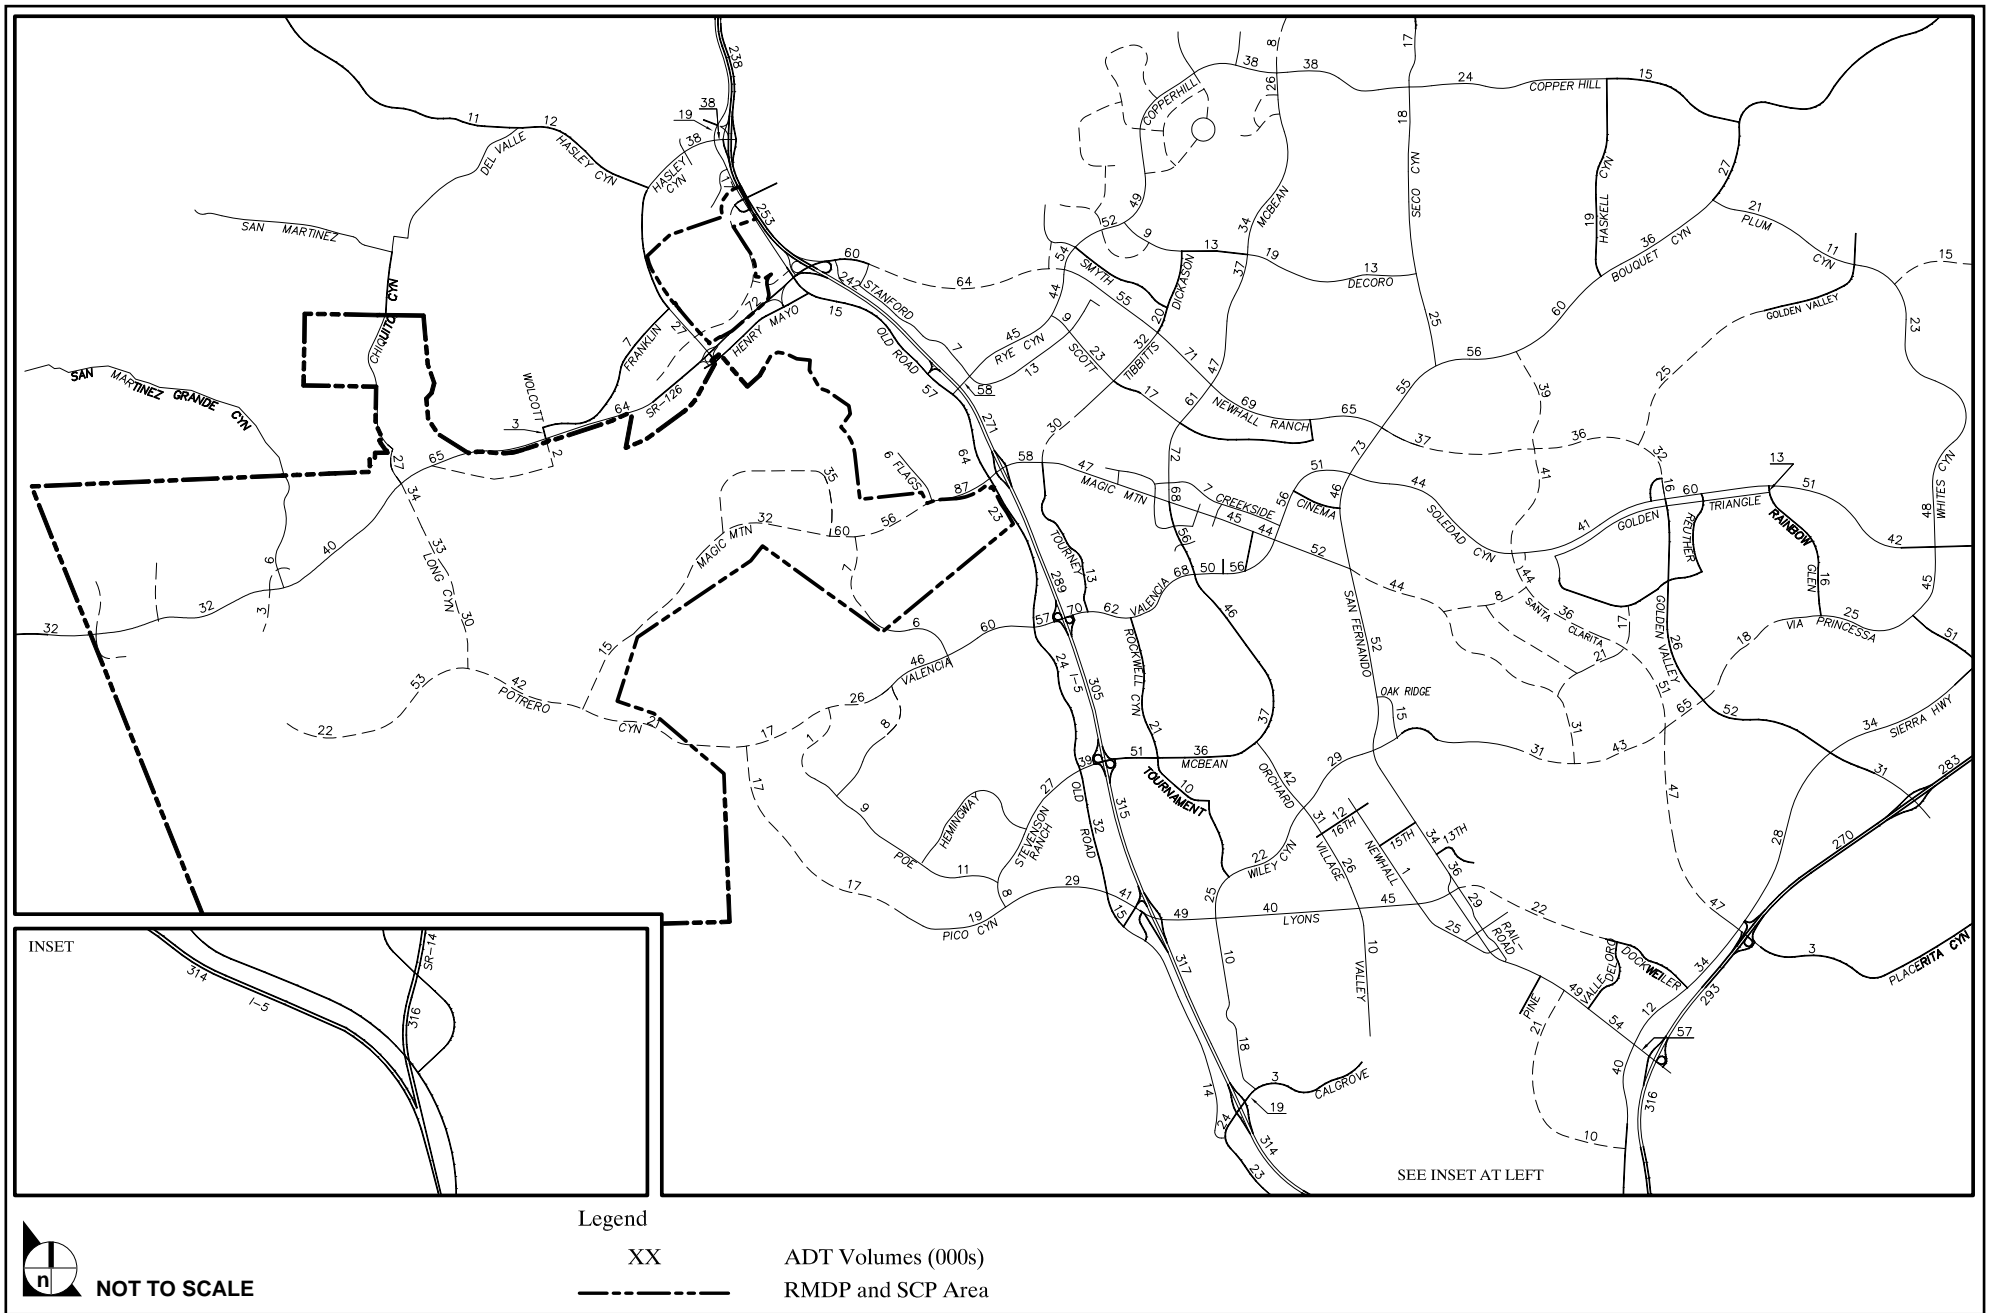 238
38
19
38
11
12
HASLEY CYN
DEL VALLE
HASLEY
CYN
253
SAN MARTINEZ
CHIQUITO CYN
SAN MARTINEZ GRANDE CYN
60
242
STANFORD
64
72
HENRY MAYO
15
OLD ROAD
27
7
FRANKLIN
WOLCOTT
3
64
SR-126
65
2
27
34
33
LONG CYN
30
40
6
3
32
32
53
22
42
POTRERO
CYN
2
15
MAGIC MTN
32
35
60
56
7
6 FLAGS
87
23
64
57
58
7
271
45
RYE CYN
13
9
44
54
SMYTH
52
49
COPPERHILL
38
38
8
26
17
24
COPPER HILL
15
18
SECO CYN
HASKELL CYN
19
27
36
BOUQUET CYN
21
PLUM
11
CYN
15
GOLDEN VALLEY
23
34
MCBEAN
37
9
13
19
13
DECORO
DICKASON
20
55
32
TIBBITTS
23
SCOTT
17
71
47
61
30
NEWHALL RANCH
69
65
25
56
60
55
39
25
37
36
32
41
73
58
47
MAGIC MTN
72
68
7
CREEKSIDE
45
44
56
CINEMA
51
46
44
SOLEDAD CYN
52
44
41
GOLDEN
60
TRIANGLE
16
13
51
RAINBOW
GLEN
16
REUTHER
42
48
WHITES CYN
45
25
VIA PRINCESSA
51
TOURNEY
13
289
57
70
62
VALENCIA
68
50
56
56
46
37
ROCKWELL CYN
21
SAN FERNANDO
52
OAK RIDGE
15
44
8
SANTA
CLARITA
36
17
21
31
31
43
51
65
18
GOLDEN VALLEY
26
52
34
SIERRA HWY
31
283
270
28
47
47
60
6
46
VALENCIA
26
17
17
1
8
9
POE
HEMINGWAY
11
17
19
PICO CYN
8
29
27
STEVENSON
RANCH
39
OLD
ROAD
32
24
I-5
305
315
51
36
MCBEAN
TOURNAMENT
10
ORCHARD
42
29
31
12
16TH
15TH
34
13TH
36
29
VILLAGE
26
NEWHALL
1
22
WILEY CYN
25
41
15
49
40
LYONS
45
25
RAIL-
ROAD
22
10
10
VALLEY
317
18
3
CALGROVE
19
14
24
314
23
49
PINE
VALLE
DELORO
DOCKWEILER
54
57
21
10
12
34
293
40
316
3
PLACERITA CYN
SEE INSET AT LEFT
INSET
314
I-5
SR-14
316
Legend
XX
ADT Volumes (000s)
RMDP and SCP Area
n
NOT TO SCALE